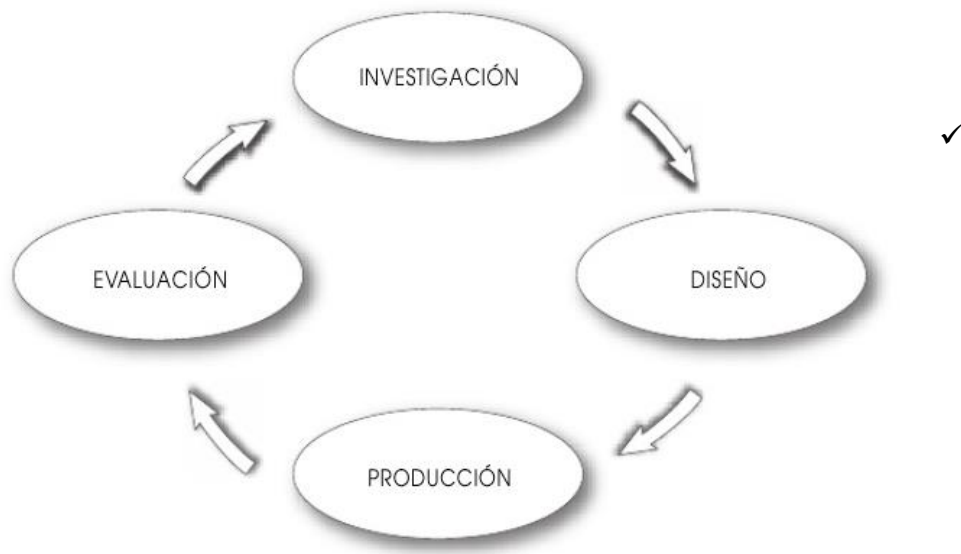 INVESTIGACIÓN
✓
EVALUACIÓN
DISEÑO
PRODUCCIÓN